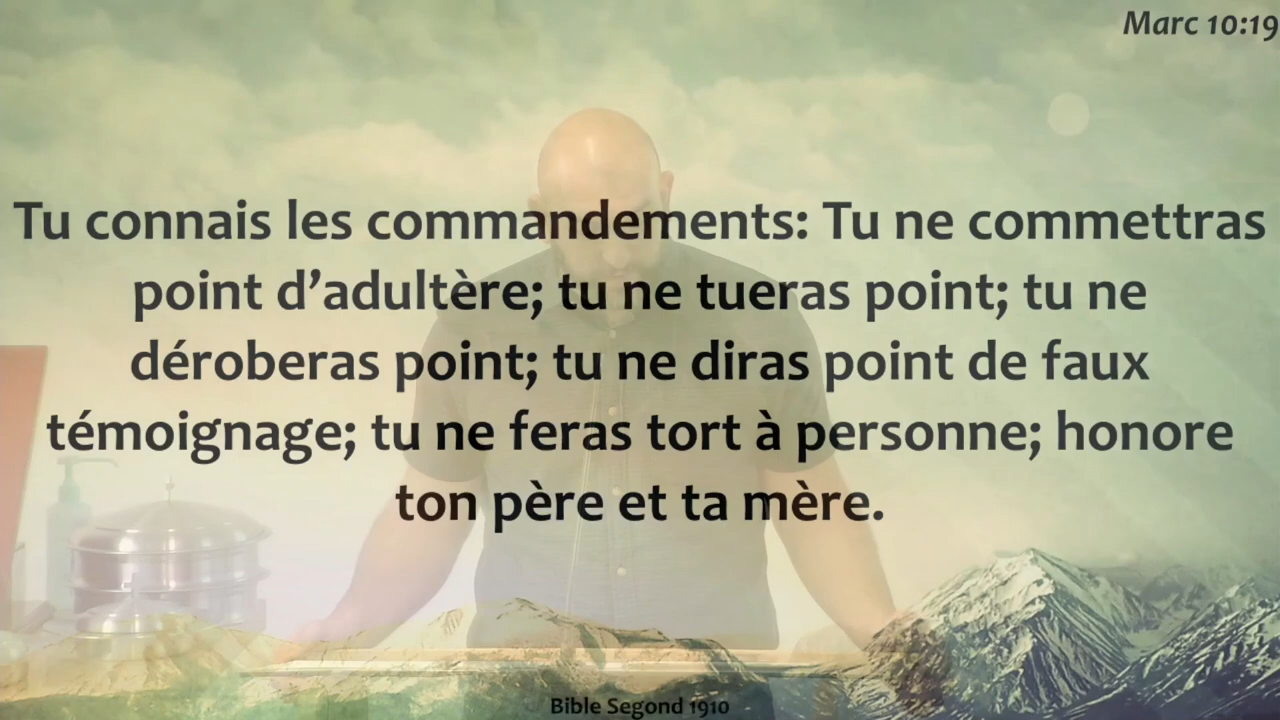 Marc 10:19
Tu connais les commandements: Tu ne commettras
point d’adultère; tu ne tueras point; tu ne
déroberas point; tu ne diras point de faux
témoignage; tu ne feras tort à personne; honore
ton père et ta mère.
Bible Segond 1910